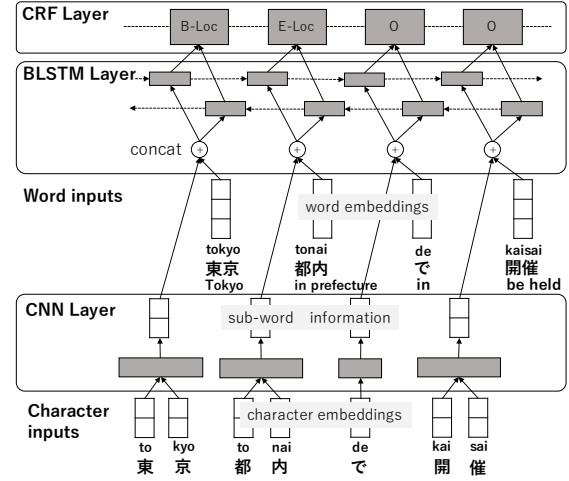 CRF Layer
B-Loc E-Loc O O
BLSTM Layer
concat + + + +
Word inputs
word embeddings
tokyo tonai de kaisai
東京 都内 で 開催
Tokyo in prefecture in be held
CNN Layer
sub-word information
Character
inputs
character embeddings
to kyo to nai de kai sai
東 京 都 内 で 開 催